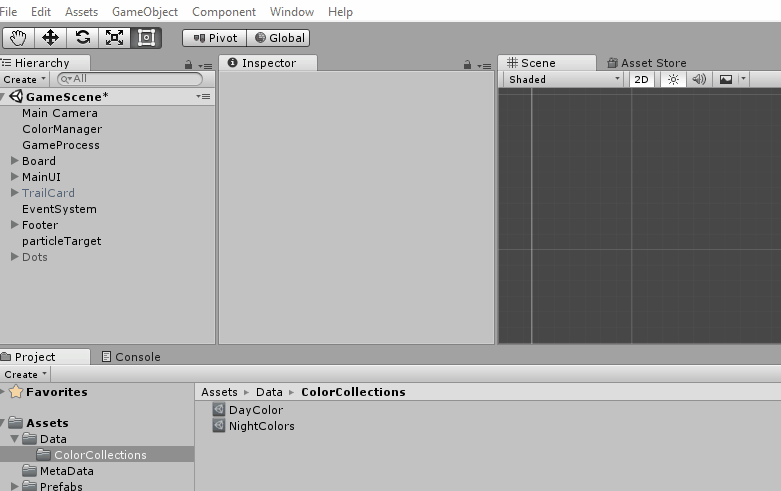 File Edit Assets GameObject Component Window Help
Pivot Global
Hierarchy
Create All
GameScene*
Main Camera
ColorManager
GameProcess
Board
MainUI
TrailCard
EventSystem
Footer
particleTarget
Dots
Inspector
Scene Asset Store
Shaded 2D
Project Console
Create
Favorites
Assets
Data
ColorCollections
MetaData
Prefabs
Assets Data ColorCollections
DayColor
NightColors